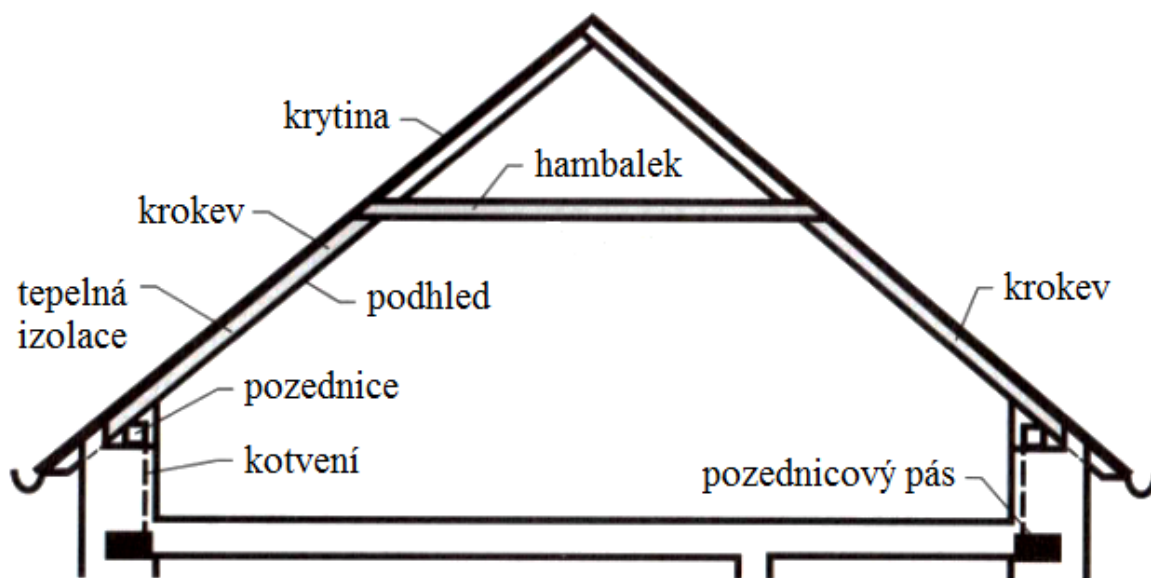 krytina
hambalek
krokev
tepelná
izolace
podhled
krokev
pozednice
kotvení
pozednicový pás